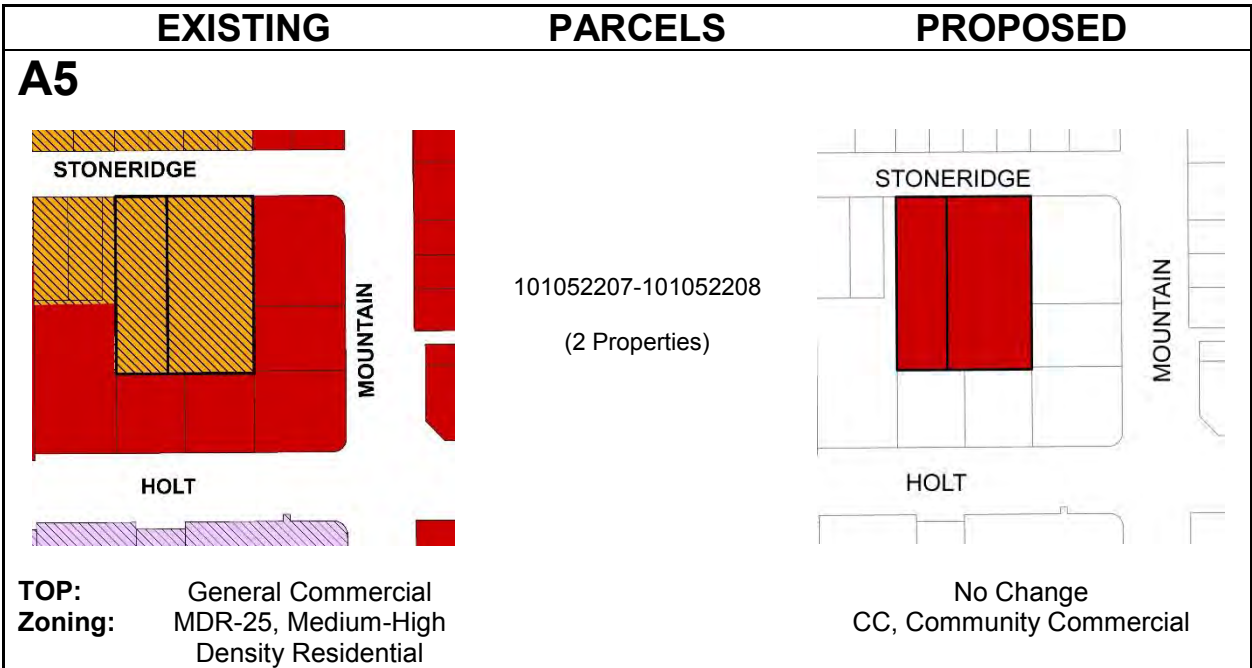 EXISTING PARCELS PROPOSED
A5
STONERIDGE
MOUNTAIN
HOLT
101052207-101052208
(2 Properties)
STONERIDGE
MOUNTAIN
HOLT
TOP: General Commercial
Zoning: MDR-25, Medium-High
Density Residential
No Change
CC, Community Commercial